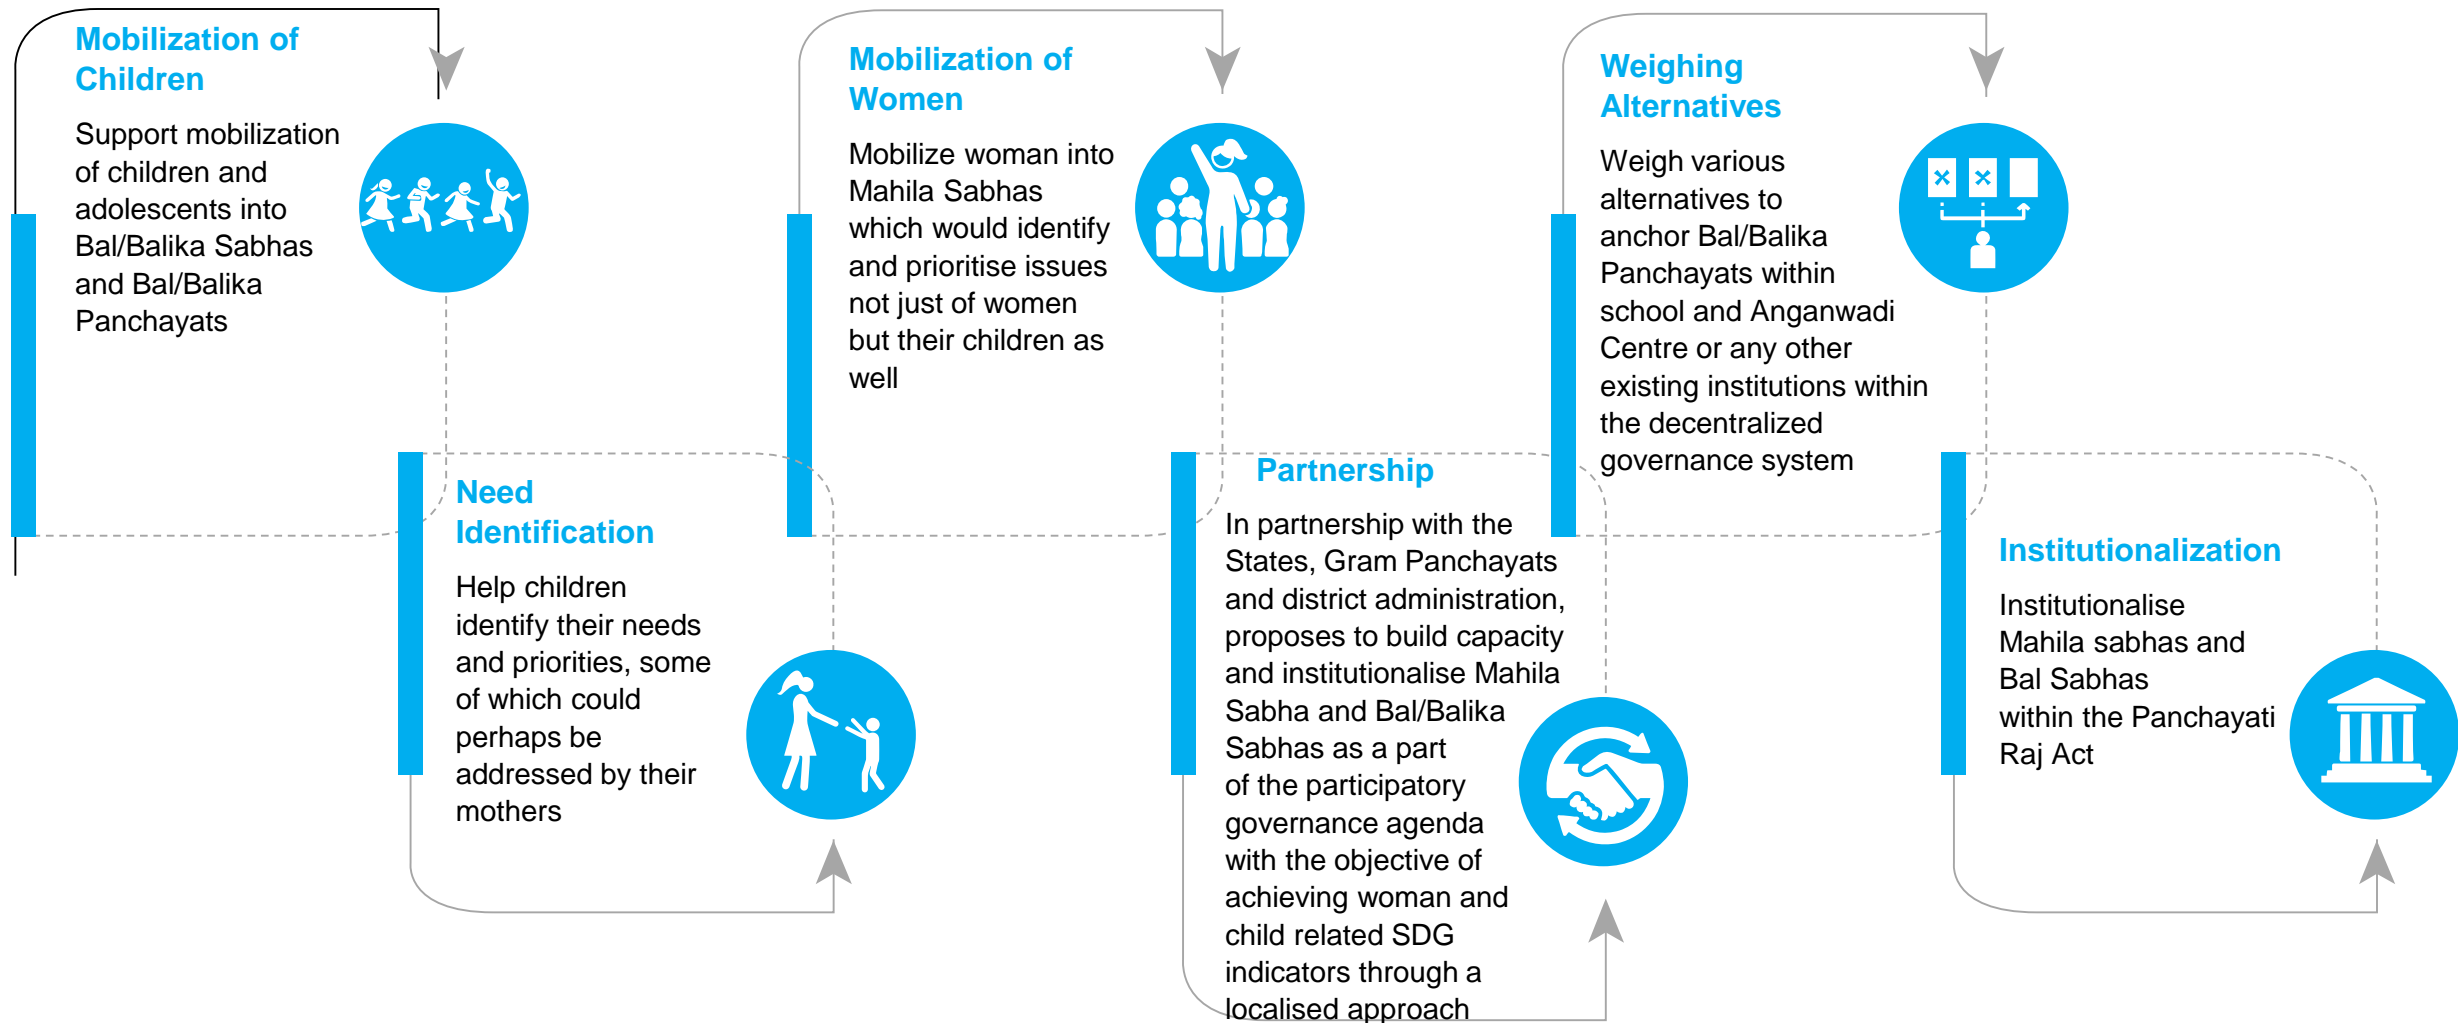 Mobilization of
Children
Support mobilization
of children and
adolescents into
Bal/Balika Sabhas
and Bal/Balika
Panchayats
Need
Identification
Help children
identify their needs
and priorities, some
of which could
perhaps be
addressed by their
mothers
Mobilization of
Women
Mobilize woman into
Mahila Sabhas
which would identify
and prioritise issues
not just of women
but their children as
well
Partnership
In partnership with the
States, Gram Panchayats
and district administration,
proposes to build capacity
and institutionalise Mahila
Sabha and Bal/Balika
Sabhas as a part
of the participatory
governance agenda
with the objective of
achieving woman and
child related SDG
indicators through a
localised approach
Weighing
Alternatives
Weigh various
alternatives to
anchor Bal/Balika
Panchayats within
school and Anganwadi
Centre or any other
existing institutions within
the decentralized
governance system
Institutionalization
Institutionalise
Mahila sabhas and
Bal Sabhas
within the Panchayati
Raj Act